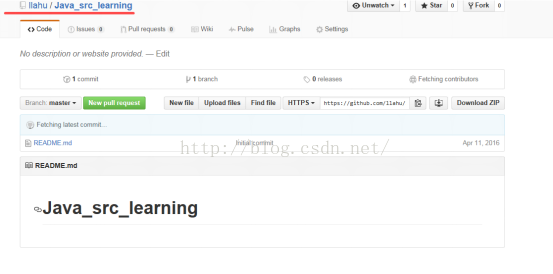 llahu / Java_src_learning
Unwatch 1 Star 0 Fork 0
Code Issues 0 Pull requests 0 Wiki Pulse Graphs Settings
No description or website provided. — Edit
1 commit 1 branch 0 releases Fetching contributors
Branch: master New pull request New file Upload files Find file HTTPS https://github.com/llahu/ Download ZIP
Fetching latest commit…
README.md Initial commit Apr 11, 2016
http://blog.csdn.net/
README.md
Java_src_learning